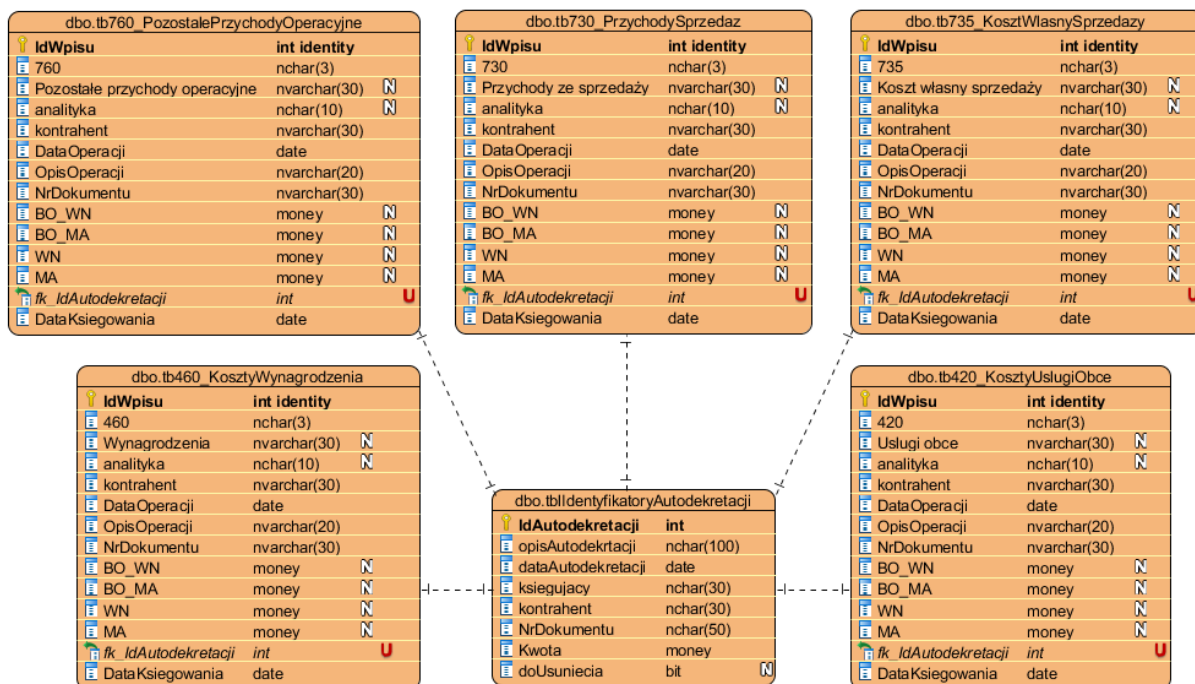 dbo.tb760_PozostalePrzychodyOperacyjne
IdWpisu int identity
760 nchar(3)
Pozostałe przychody operacyjne nvarchar(30) N
analityka nchar(10) N
kontrahent nvarchar(30)
DataOperacji date
OpisOperacji nvarchar(20)
NrDokumentu nvarchar(30)
BO_WN money N
BO_MA money N
WN money N
MA money N
fk_IdAutodekretacji int U
DataKsiegowania date
dbo.tb730_PrzychodySprzedaz
IdWpisu int identity
730 nchar(3)
Przychody ze sprzedaży nvarchar(30) N
analityka nchar(10) N
kontrahent nvarchar(30)
DataOperacji date
OpisOperacji nvarchar(20)
NrDokumentu nvarchar(30)
BO_WN money N
BO_MA money N
WN money N
MA money N
fk_IdAutodekretacji int U
DataKsiegowania date
dbo.tb735_KosztWlasnySprzedazy
IdWpisu int identity
735 nchar(3)
Koszt własny sprzedaży nvarchar(30) N
analityka nchar(10) N
kontrahent nvarchar(30)
DataOperacji date
OpisOperacji nvarchar(20)
NrDokumentu nvarchar(30)
BO_WN money N
BO_MA money N
WN money N
MA money N
fk_IdAutodekretacji int U
DataKsiegowania date
dbo.tb460_KosztyWynagrodzenia
IdWpisu int identity
460 nchar(3)
Wynagrodzenia nvarchar(30) N
analityka nchar(10) N
kontrahent nvarchar(30)
DataOperacji date
OpisOperacji nvarchar(20)
NrDokumentu nvarchar(30)
BO_WN money N
BO_MA money N
WN money N
MA money N
fk_IdAutodekretacji int U
DataKsiegowania date
dbo.tblIdentyfikatoryAutodekretacji
IdAutodekretacji int
opisAutodekrtacji nchar(100)
dataAutodekretacji date
ksiegujacy nchar(30)
kontrahent nchar(30)
NrDokumentu nchar(50)
Kwota money
doUsuniecia bit N
dbo.tb420_KosztyUslugiObce
IdWpisu int identity
420 nchar(3)
Uslugi obce nvarchar(30) N
analityka nchar(10) N
kontrahent nvarchar(30)
DataOperacji date
OpisOperacji nvarchar(20)
NrDokumentu nvarchar(30)
BO_WN money N
BO_MA money N
WN money N
MA money N
fk_IdAutodekretacji int U
DataKsiegowania date